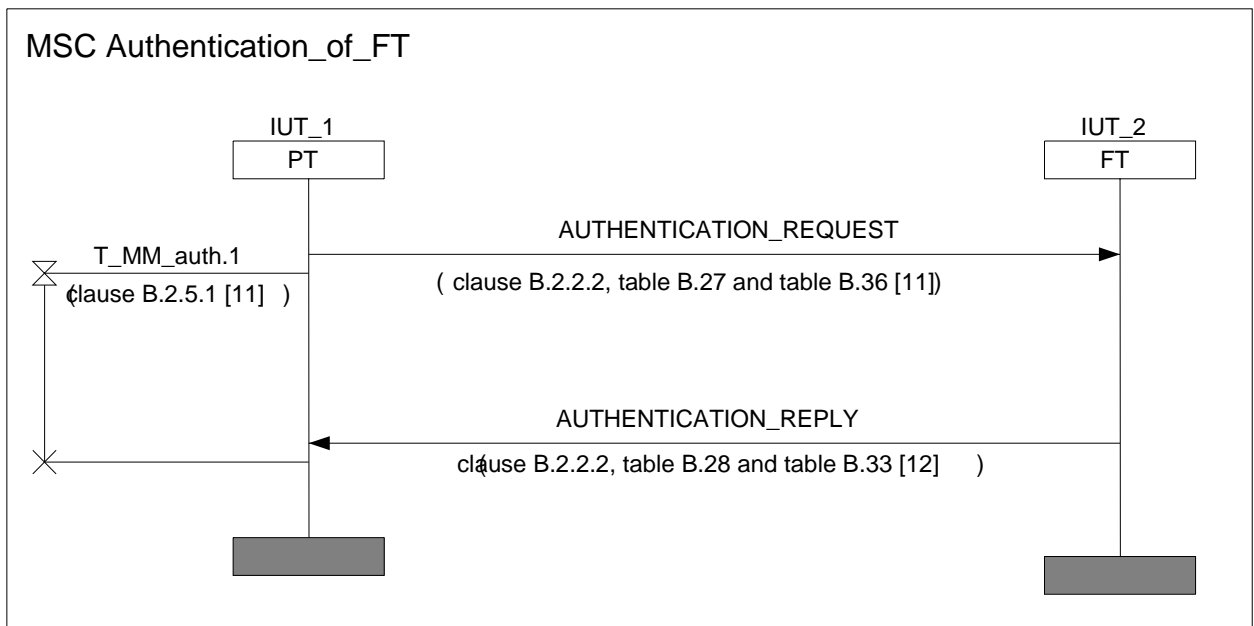 MSC Authentication_of_FT
IUT_1
IUT_2
PT
FT
AUTHENTICATION_REQUEST
T_MM_auth.1
( clause B.2.2.2, table B.27 and table B.36 [11])
(clause B.2.5.1 [11] )
AUTHENTICATION_REPLY
(clause B.2.2.2, table B.28 and table B.33 [12] )